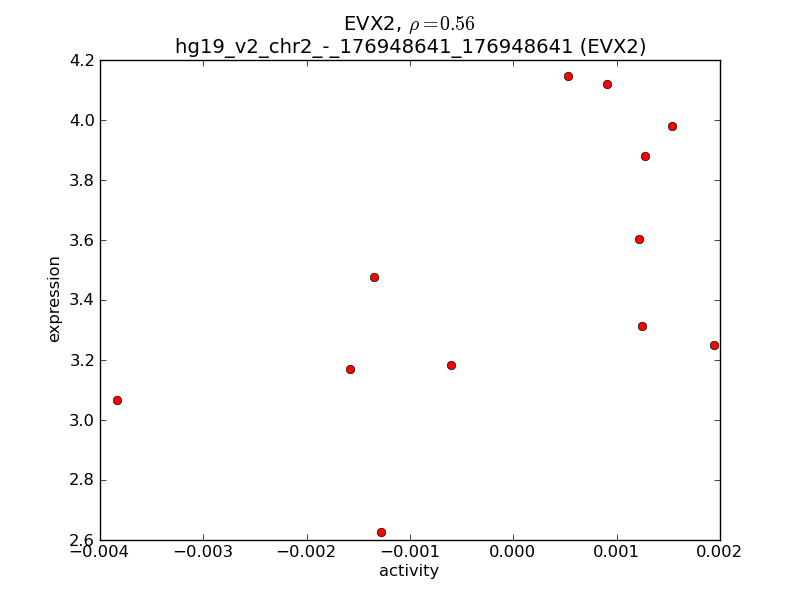 EVX2, ρ=0.56
hg19_v2_chr2_-_176948641_176948641 (EVX2)
4.2
4.0
3.8
3.6
3.4
3.2
3.0
2.8
2.6
expression
−0.004 −0.003 −0.002 −0.001 0.000 0.001 0.002
activity